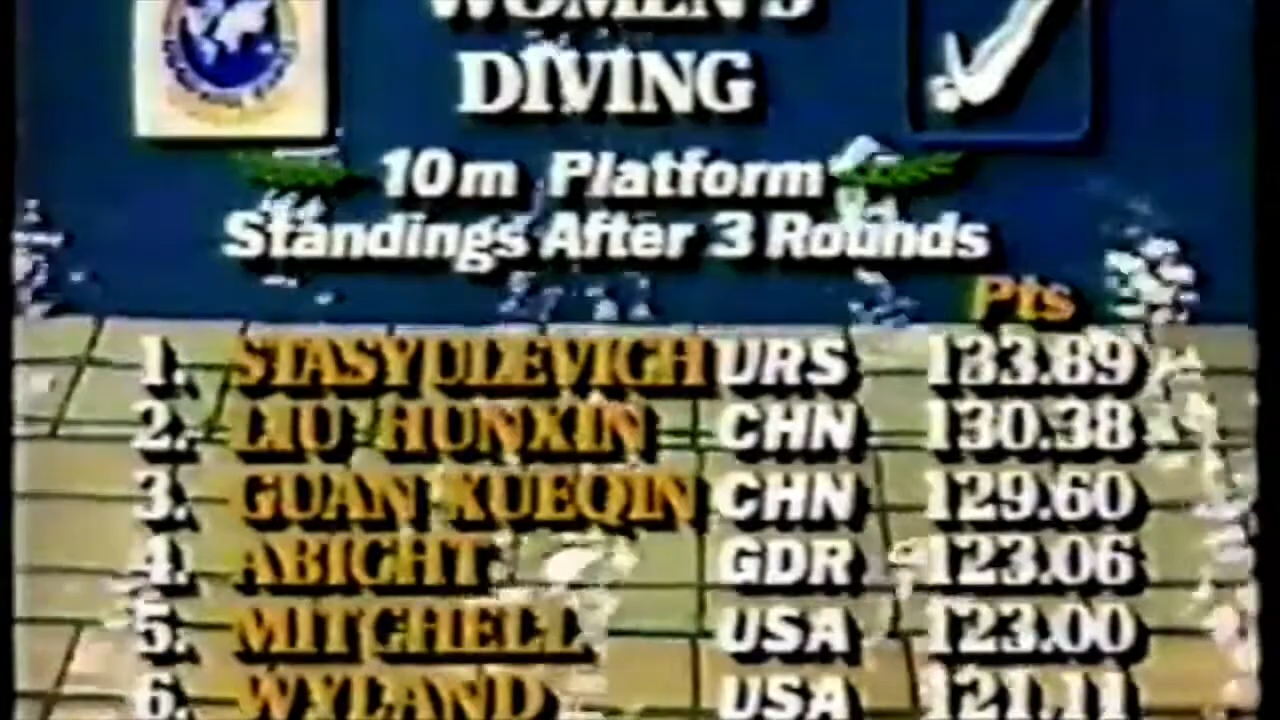 WOMEN'S
DIVING
10m Platform
Standings After 3 Rounds
Pts
1. STASYULEVICH URS 133.89
2. LIU HUNXIN CHN 130.38
3. GUAN XUEQIN CHN 129.60
4. ABICHT GDR 123.06
5. MITCHELL USA 123.00
6. WYLAND USA 121.11